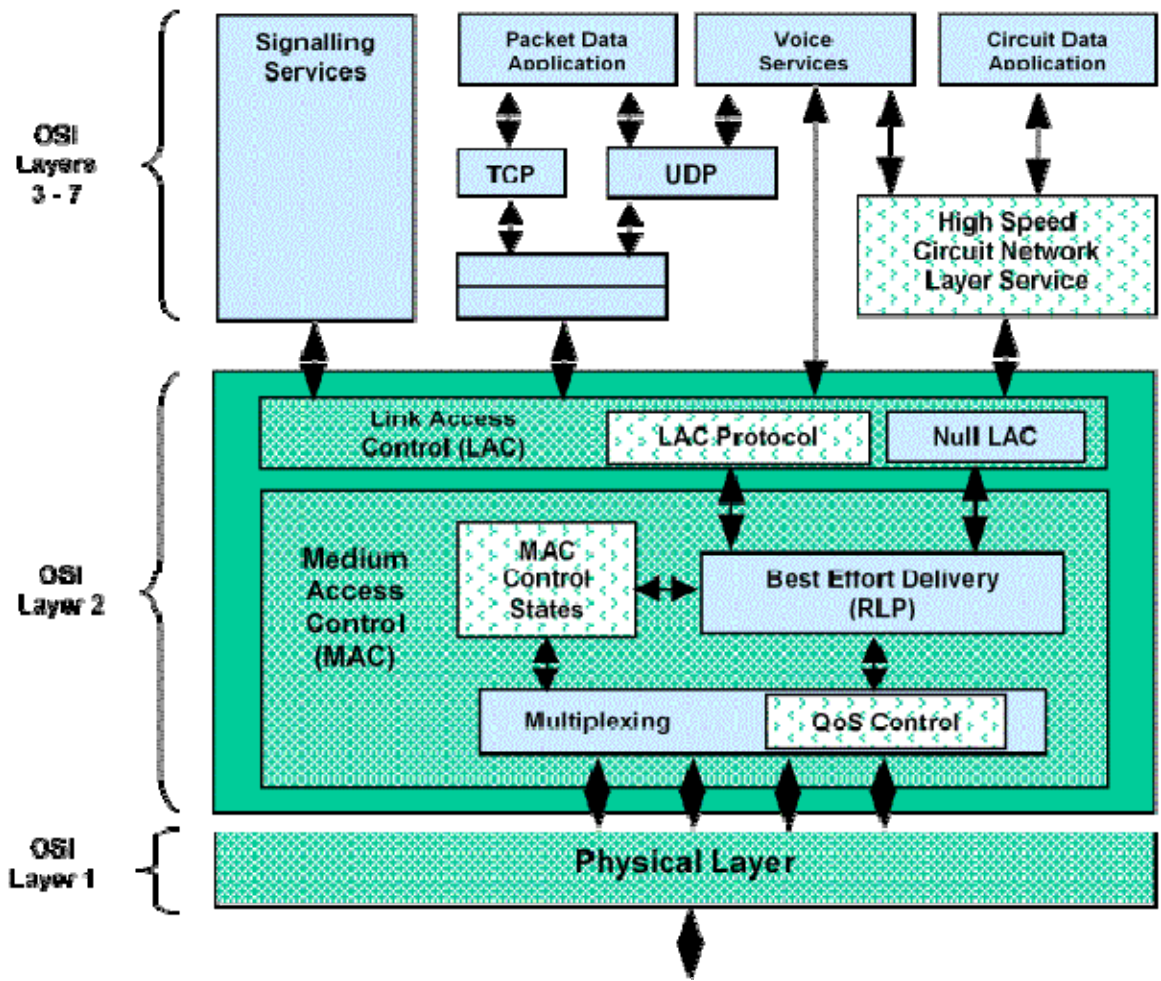 Signalling
Services
Packet Data
Application
Voice
Services
Circuit Data
Application
OSI
Layers
3 - 7
TCP
UDP
High Speed
Circuit Network
Layer Service
Link Access
Control (LAC)
LAC Protocol
Null LAC
OSI
Layer 2
Medium
Access
Control
(MAC)
MAC
Control
States
Best Effort Delivery
(RLP)
Multiplexing
QoS Control
OSI
Layer 1
Physical Layer